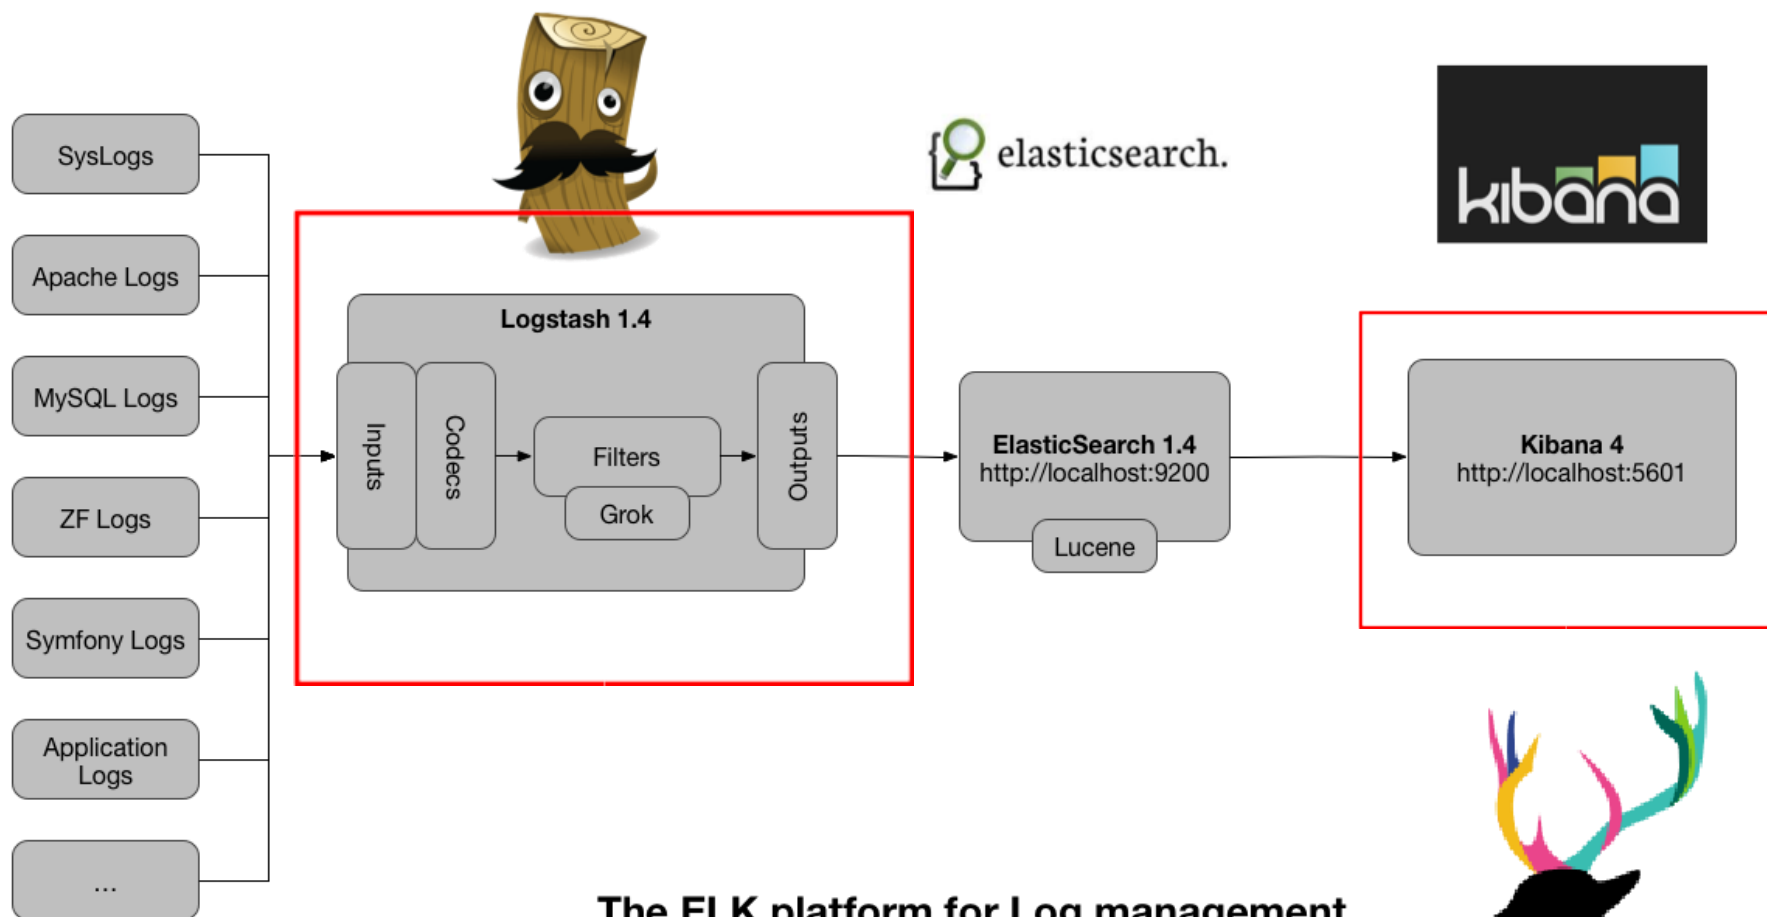 elasticsearch.
kibana
SysLogs
Apache Logs
MySQL Logs
ZF Logs
Symfony Logs
Application
Logs
...
Logstash 1.4
Inputs
Codecs
Filters
Grok
Outputs
ElasticSearch 1.4
http://localhost:9200
Lucene
Kibana 4
http://localhost:5601
The ELK platform for Log management